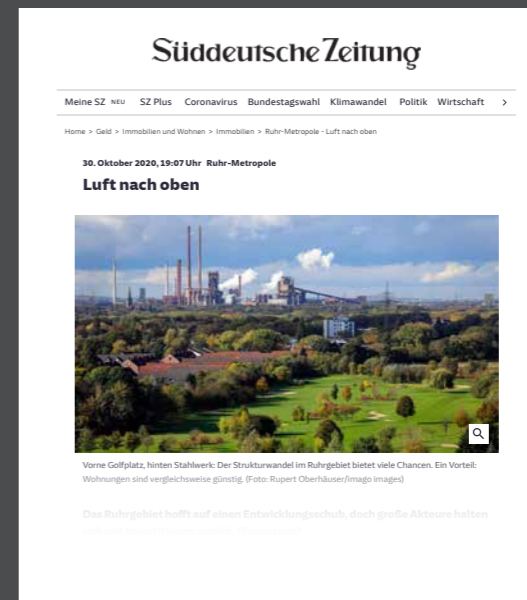 Süddeutsche Zeitung
Meine SZ NEU SZ Plus Coronavirus Bundestagswahl Klimawandel Politik Wirtschaft >
Home > Geld > Immobilien und Wohnen > Immobilien > Ruhr-Metropole - Luft nach oben
30. Oktober 2020, 19:07 Uhr Ruhr-Metropole
Luft nach oben
Vorne Golfplatz, hinten Stahlwerk: Der Strukturwandel im Ruhrgebiet bietet viele Chancen. Ein Vorteil:
Wohnungen sind vergleichsweise günstig. (Foto: Rupert Oberhäuser/imago images)
Das Ruhrgebiet hofft auf einen Entwicklungsschub, doch große Akteure halten